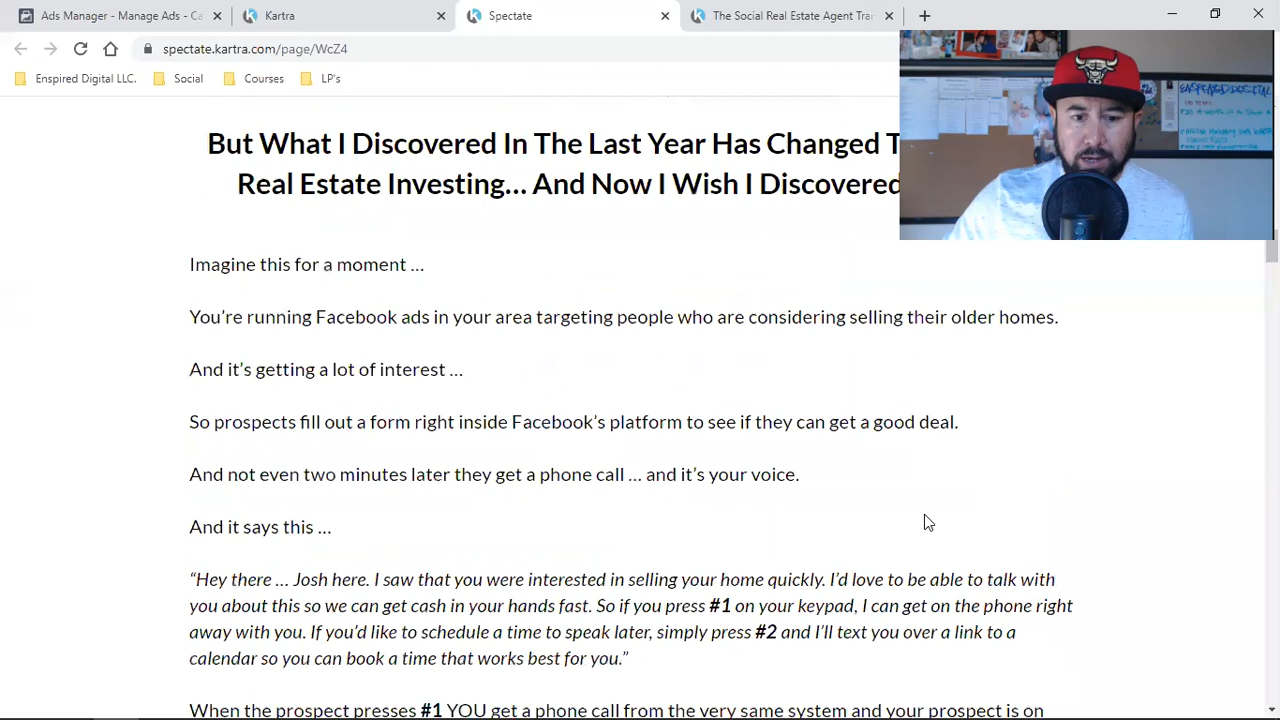 Ads Manager - Manage Ads - Ca
Kartra
Spectate
The Social Real Estate Agent Trai
spectate.kartra.com/page/WcZ4
Enspired Digital LLC.
Social
Courses
LP's
But What I Discovered In The Last Year Has Changed T
Real Estate Investing… And Now I Wish I Discovered
Imagine this for a moment …
You're running Facebook ads in your area targeting people who are considering selling their older homes.
And it's getting a lot of interest …
So prospects fill out a form right inside Facebook's platform to see if they can get a good deal.
And not even two minutes later they get a phone call … and it's your voice.
And it says this …
“Hey there … Josh here. I saw that you were interested in selling your home quickly. I'd love to be able to talk with
you about this so we can get cash in your hands fast. So if you press #1 on your keypad, I can get on the phone right
away with you. If you'd like to schedule a time to speak later, simply press #2 and I'll text you over a link to a
calendar so you can book a time that works best for you.”
When the prospect presses #1 YOU get a phone call from the very same system and your prospect is on